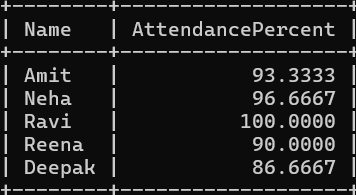 +--------+-------------------+
| Name   | AttendancePercent |
+--------+-------------------+
| Amit   |           93.3333 |
| Neha   |           96.6667 |
| Ravi   |          100.0000 |
| Reena  |           90.0000 |
| Deepak |           86.6667 |
+--------+-------------------+